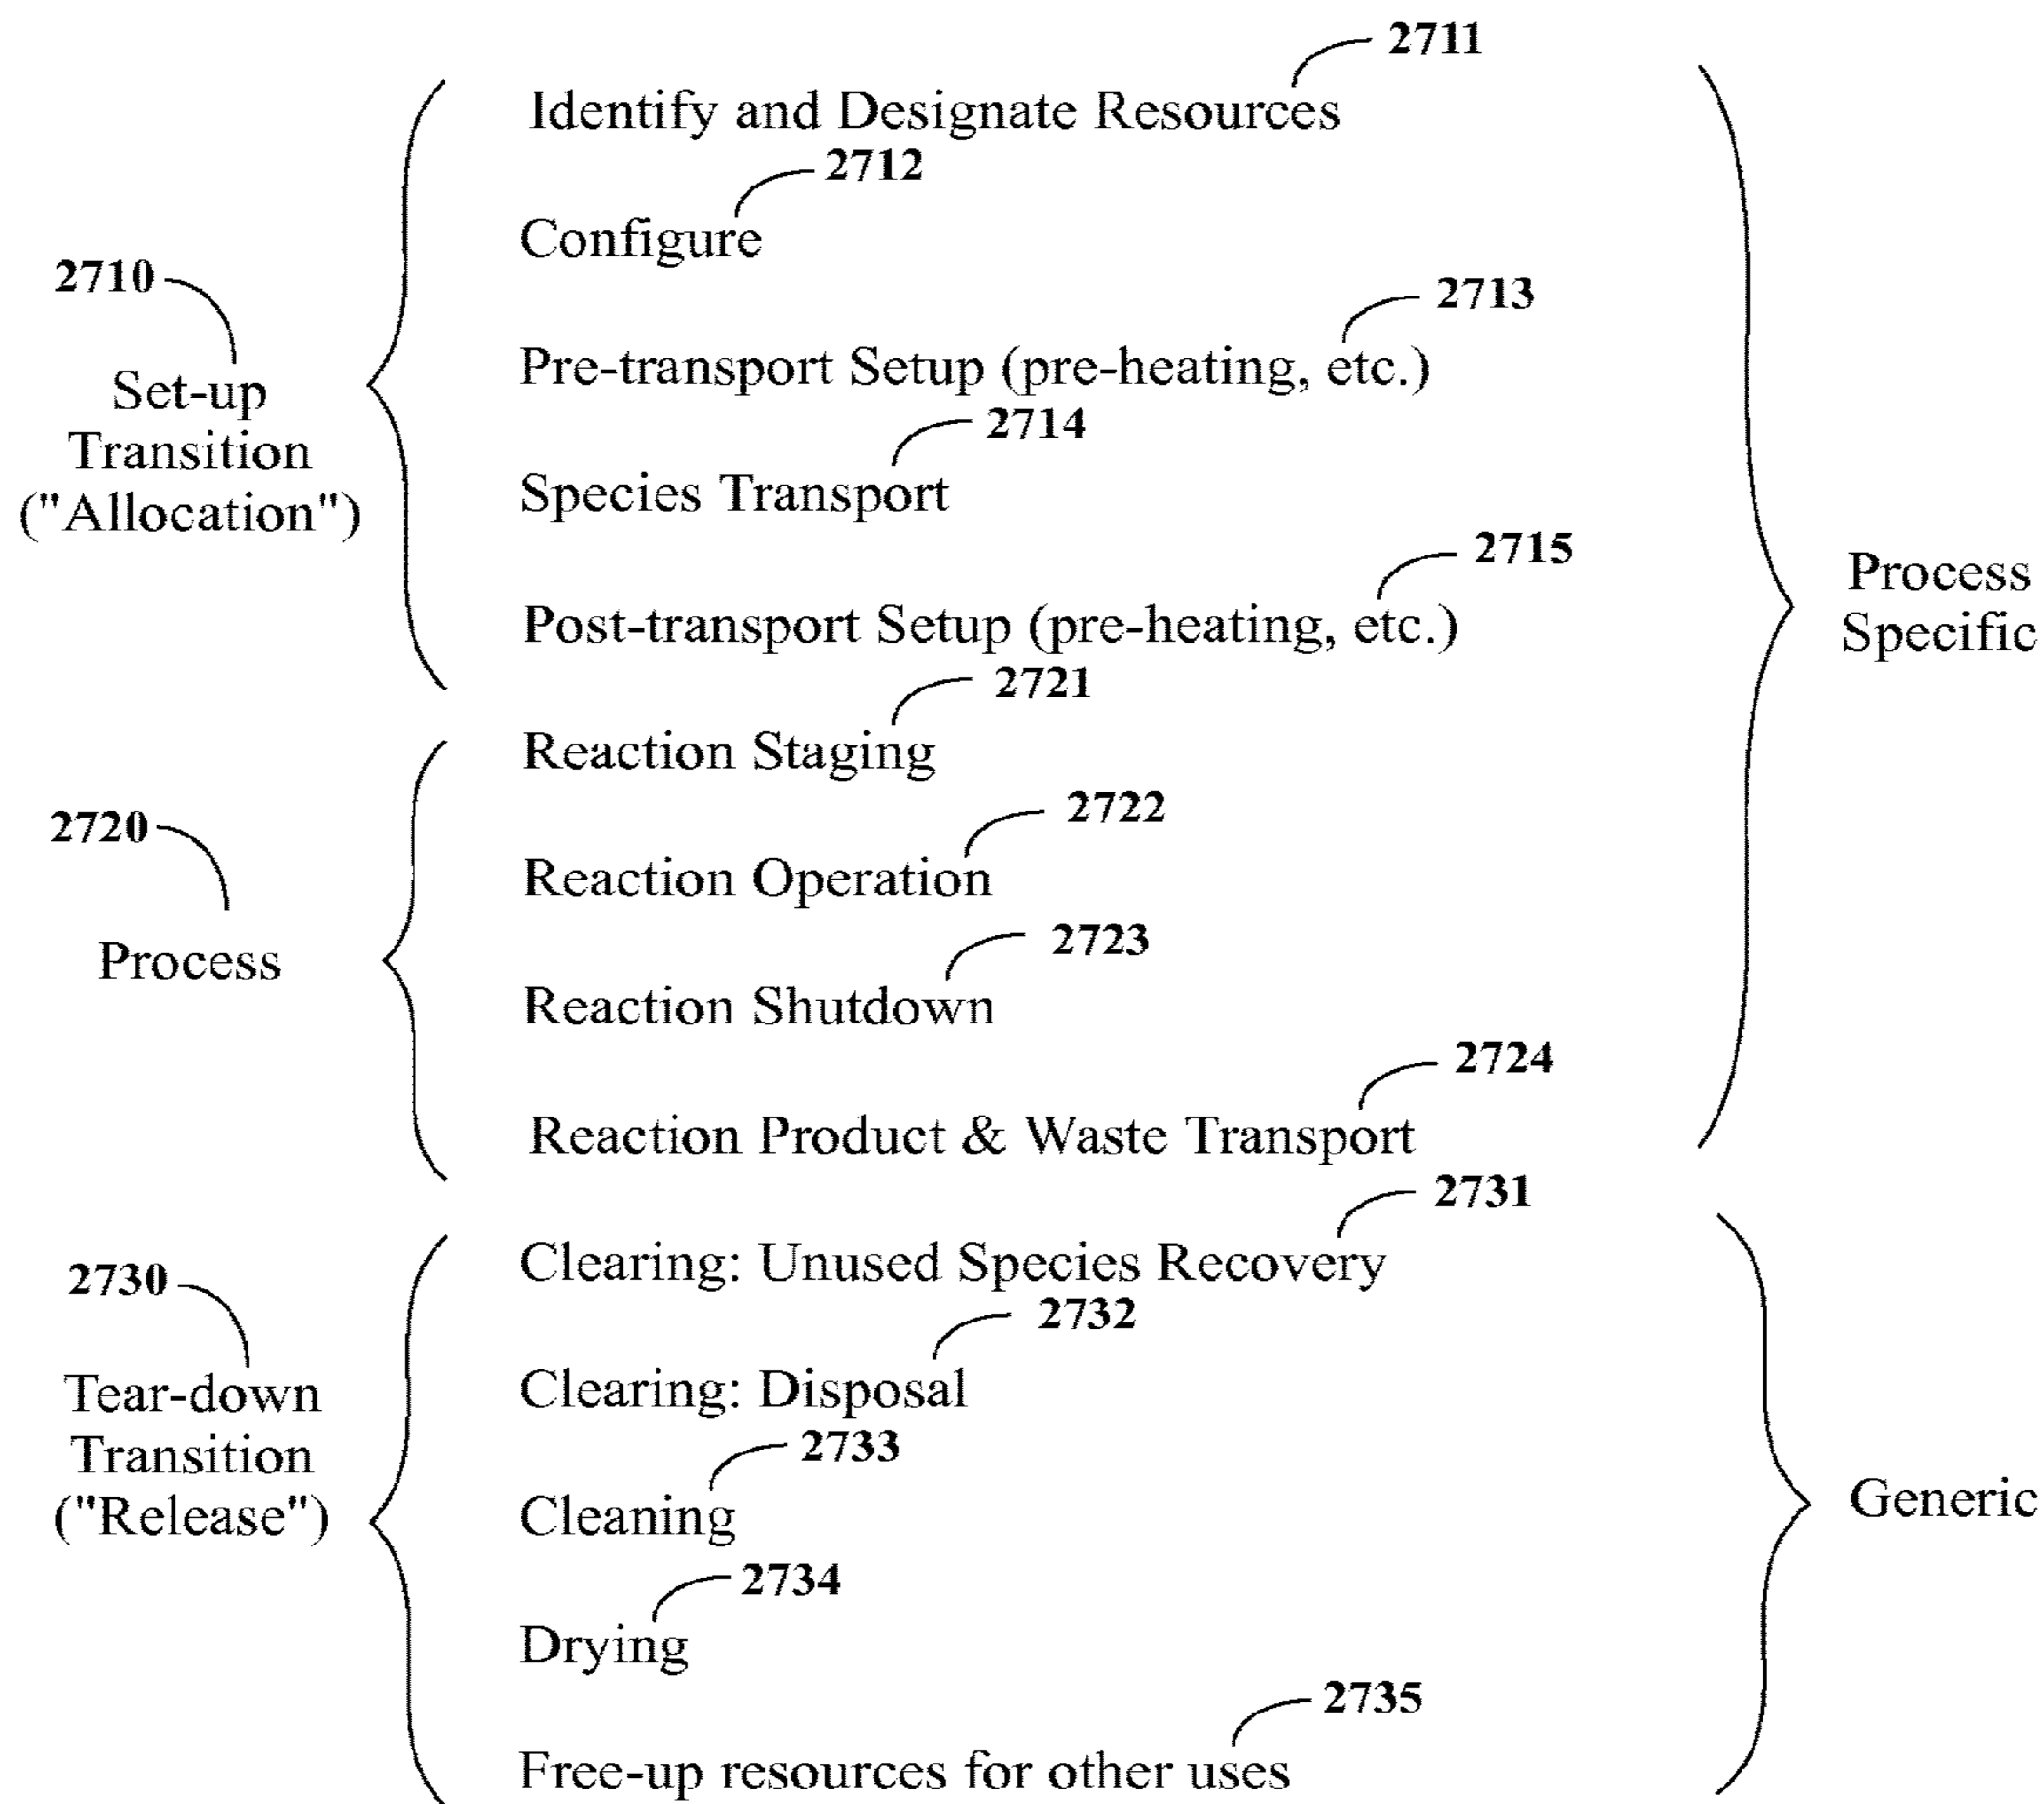 2711
Identify and Designate Resources
2712
Configure
2710
2713
Set-up
Transition
("Allocation")
Pre-transport Setup (pre-heating, etc.)
2714
Species Transport
2715
Post-transport Setup (pre-heating, etc.)
Process
Specific
2721
Reaction Staging
2720
2722
Reaction Operation
Process
2723
Reaction Shutdown
2724
Reaction Product & Waste Transport
2731
Clearing: Unused Species Recovery
2730
2732
Tear-down
Transition
("Release")
Clearing: Disposal
2733
Cleaning
Generic
2734
Drying
2735
Free-up resources for other uses